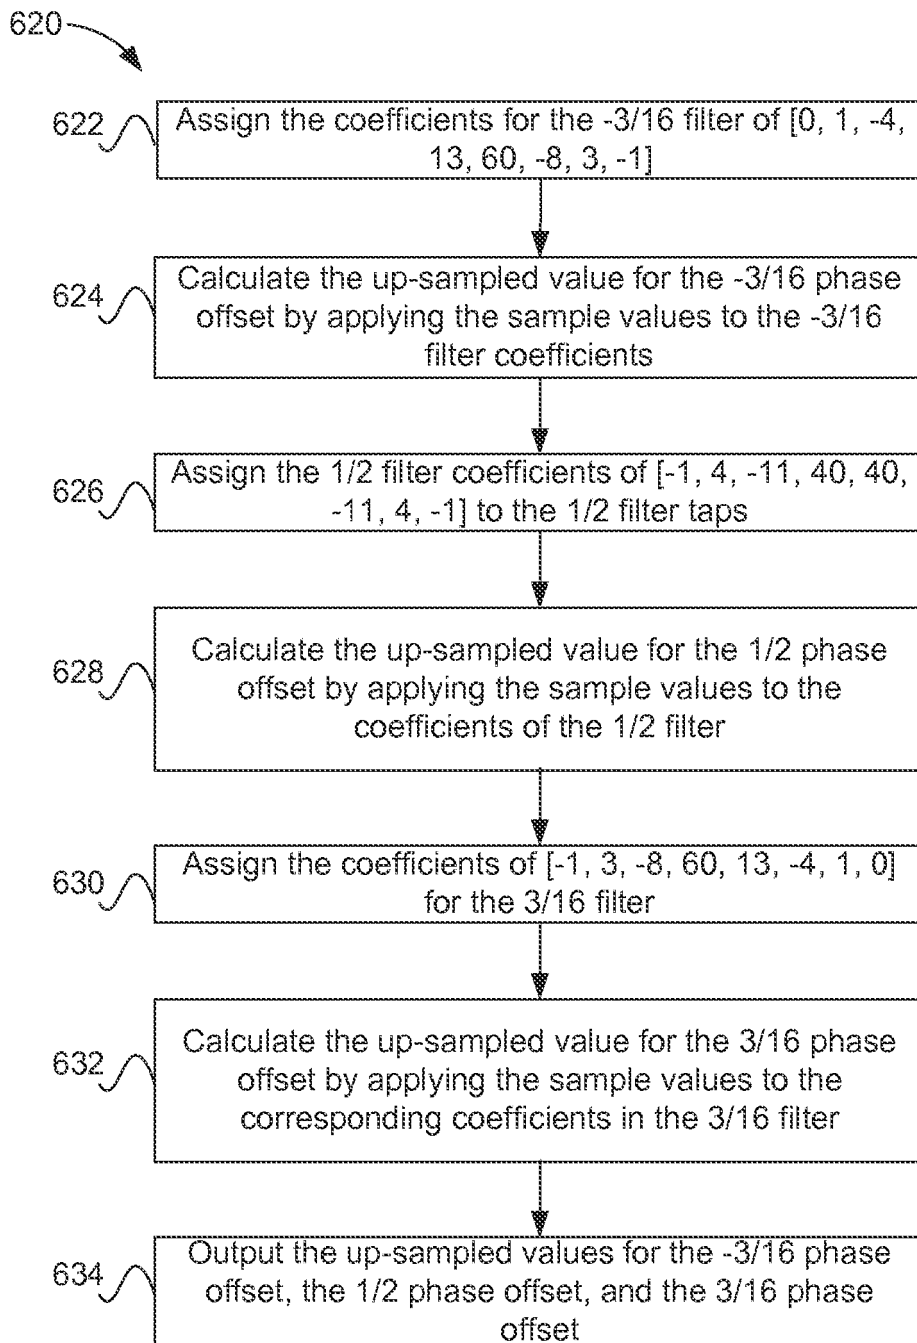 620
622
Assign the coefficients for the -3/16 filter of [0, 1, -4,
13, 60, -8, 3, -1]
624
Calculate the up-sampled value for the -3/16 phase
offset by applying the sample values to the -3/16
filter coefficients
626
Assign the 1/2 filter coefficients of [-1, 4, -11, 40, 40,
-11, 4, -1] to the 1/2 filter taps
628
Calculate the up-sampled value for the 1/2 phase
offset by applying the sample values to the
coefficients of the 1/2 filter
630
Assign the coefficients of [-1, 3, -8, 60, 13, -4, 1, 0]
for the 3/16 filter
632
Calculate the up-sampled value for the 3/16 phase
offset by applying the sample values to the
corresponding coefficients in the 3/16 filter
634
Output the up-sampled values for the -3/16 phase
offset, the 1/2 phase offset, and the 3/16 phase
offset